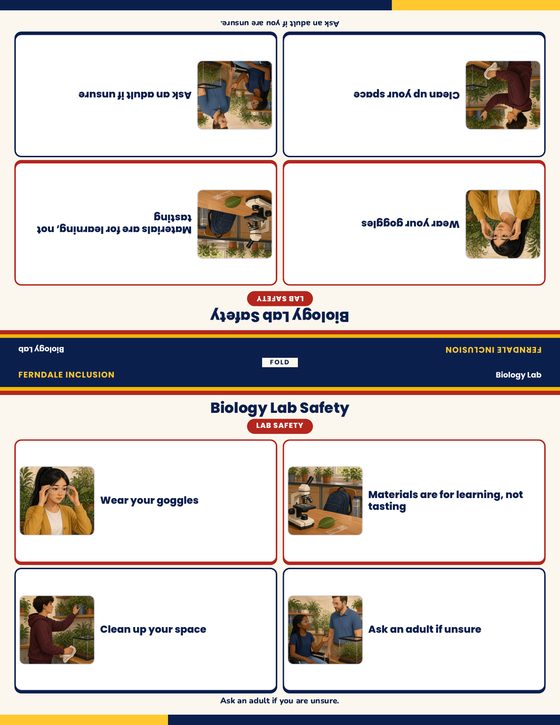 Ask an adult if you are unsure.
Ask an adult if unsure
Clean up your space
Materials are for learning, not
tasting
Wear your goggles
LAB SAFETY
Biology Lab Safety
Biology Lab
FERNDALE INCLUSION
FOLD
FERNDALE INCLUSION
Biology Lab
Biology Lab Safety
LAB SAFETY
Wear your goggles
Materials are for learning, not
tasting
Clean up your space
Ask an adult if unsure
Ask an adult if you are unsure.